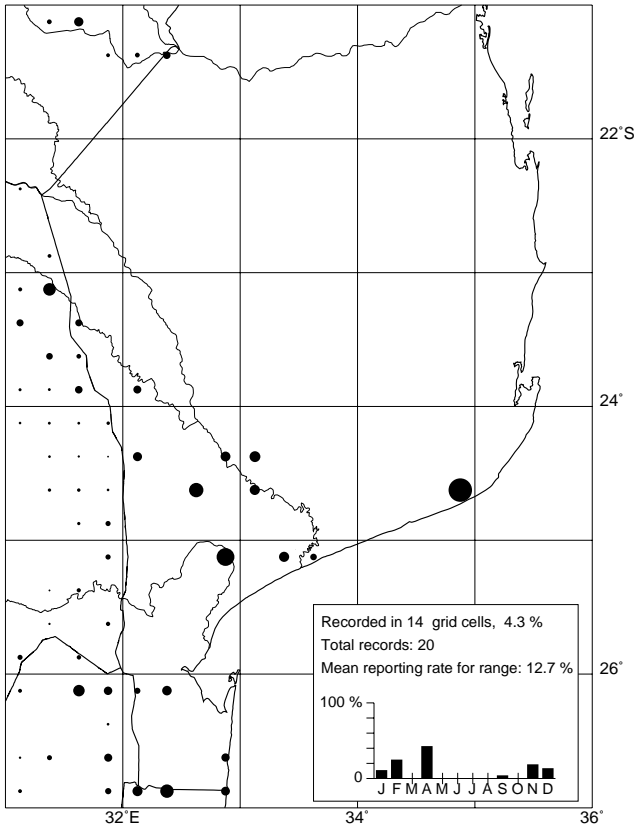 22°S
24°
Recorded in 14 grid cells, 4.3 %
Total records: 20
Mean reporting rate for range: 12.7 %
100 %
0
J F M A M J J A S O N D
26°
32°E 34° 36°